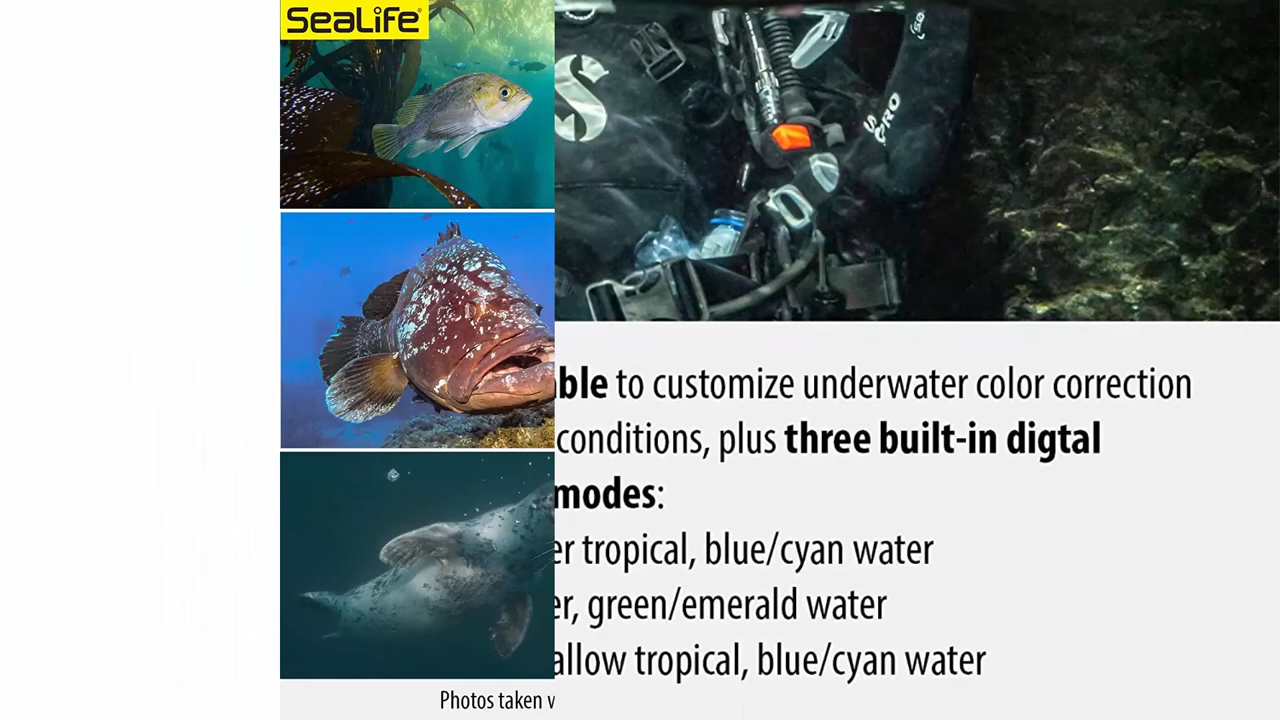 SeaLife
S PRO
ble to customize underwater color correction
conditions, plus three built-in digtal
modes:
er tropical, blue/cyan water
er, green/emerald water
allow tropical, blue/cyan water
Photos taken